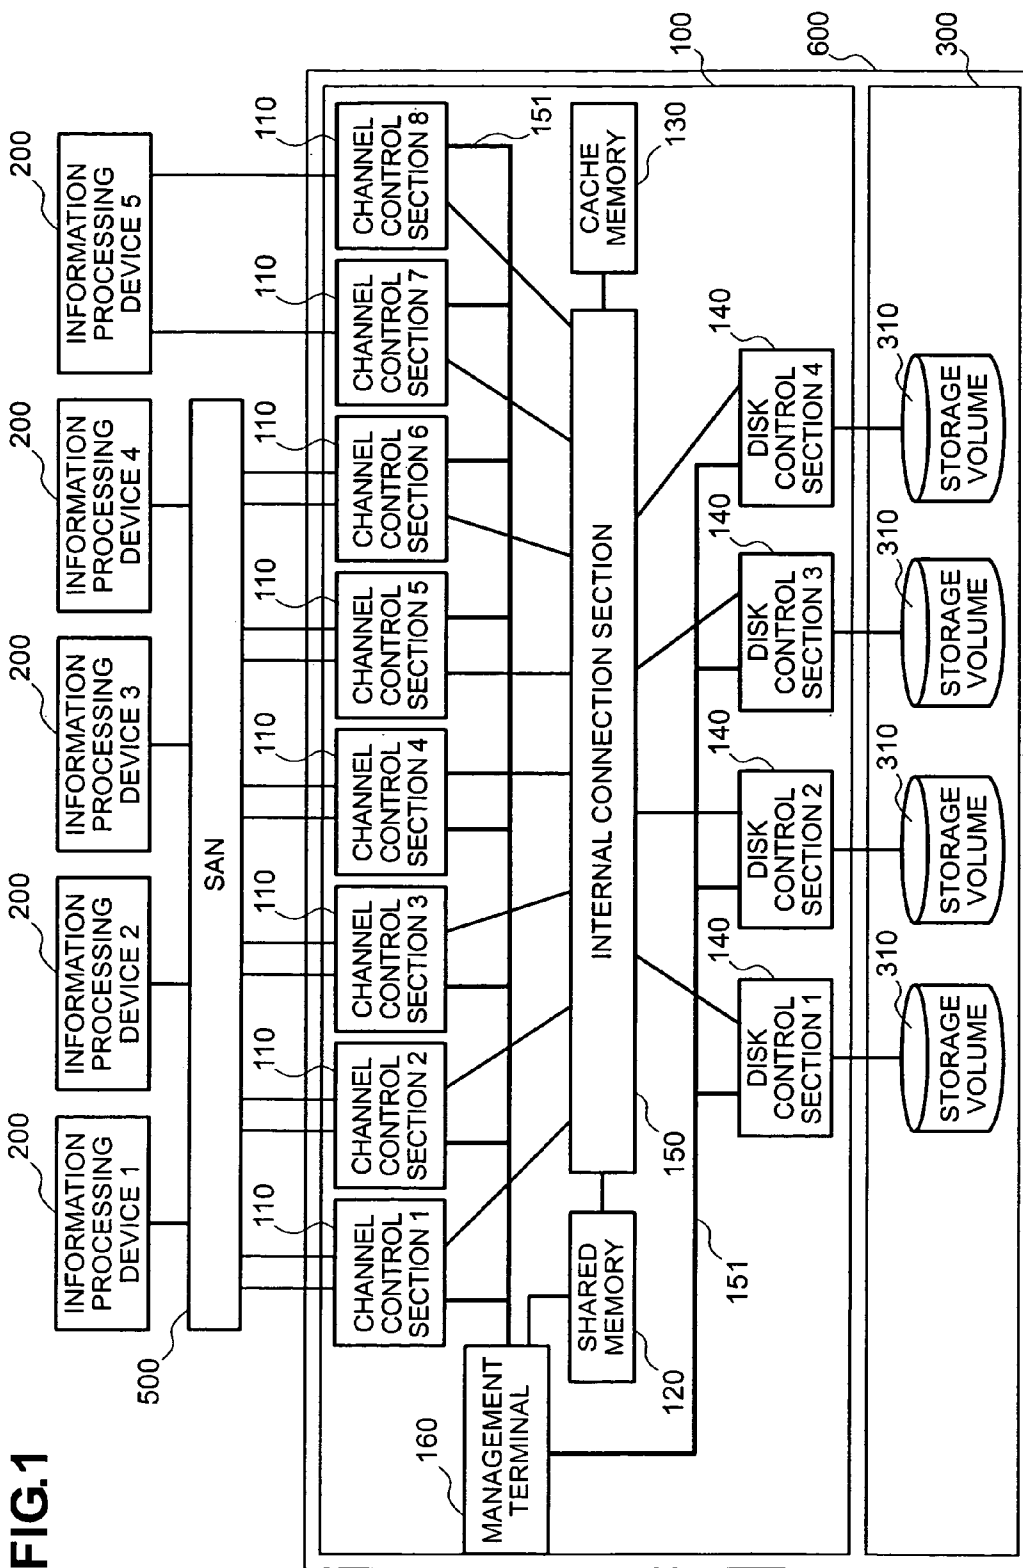 FIG.1
200
INFORMATION
PROCESSING
DEVICE 1
200
INFORMATION
PROCESSING
DEVICE 2
200
INFORMATION
PROCESSING
DEVICE 3
200
INFORMATION
PROCESSING
DEVICE 4
200
INFORMATION
PROCESSING
DEVICE 5
500
SAN
110
CHANNEL
CONTROL
SECTION 1
110
CHANNEL
CONTROL
SECTION 2
110
CHANNEL
CONTROL
SECTION 3
110
CHANNEL
CONTROL
SECTION 4
110
CHANNEL
CONTROL
SECTION 5
110
CHANNEL
CONTROL
SECTION 6
110
CHANNEL
CONTROL
SECTION 7
110
CHANNEL
CONTROL
SECTION 8
151
160
MANAGEMENT
TERMINAL
SHARED
MEMORY
120
INTERNAL CONNECTION SECTION
150
CACHE
MEMORY
130
151
140
DISK
CONTROL
SECTION 1
140
DISK
CONTROL
SECTION 2
140
DISK
CONTROL
SECTION 3
140
DISK
CONTROL
SECTION 4
100
600
300
310
STORAGE
VOLUME
310
STORAGE
VOLUME
310
STORAGE
VOLUME
310
STORAGE
VOLUME